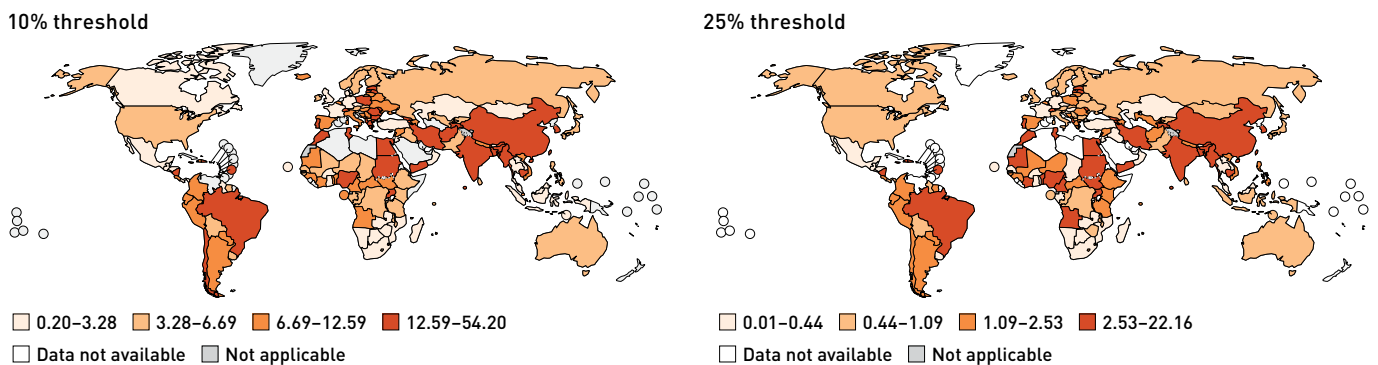 10% threshold
0.20–3.28 3.28–6.69 6.69–12.59 12.59–54.20
Data not available Not applicable
25% threshold
0.01–0.44 0.44–1.09 1.09–2.53 2.53–22.16
Data not available Not applicable